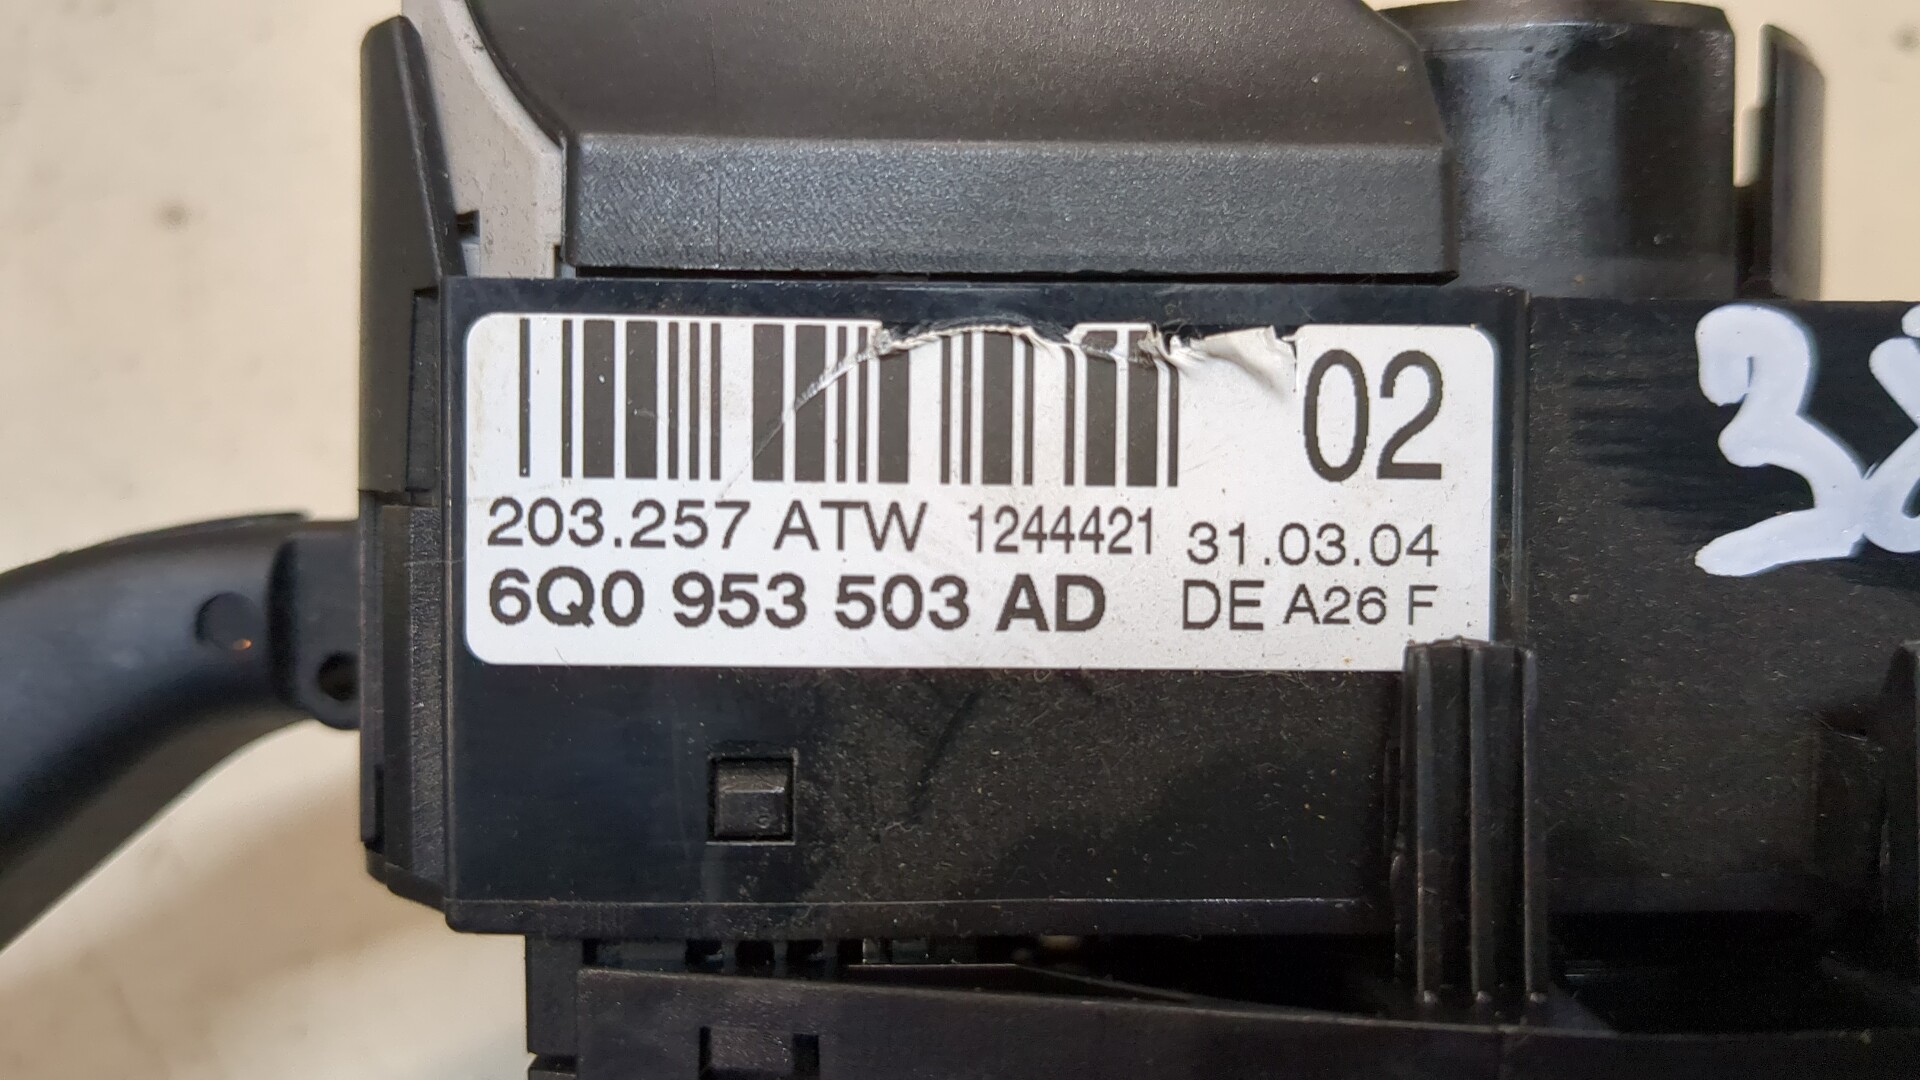 02
203.257 ATW 1244421 31.03.04
6Q0 953 503 AD DE A26 F